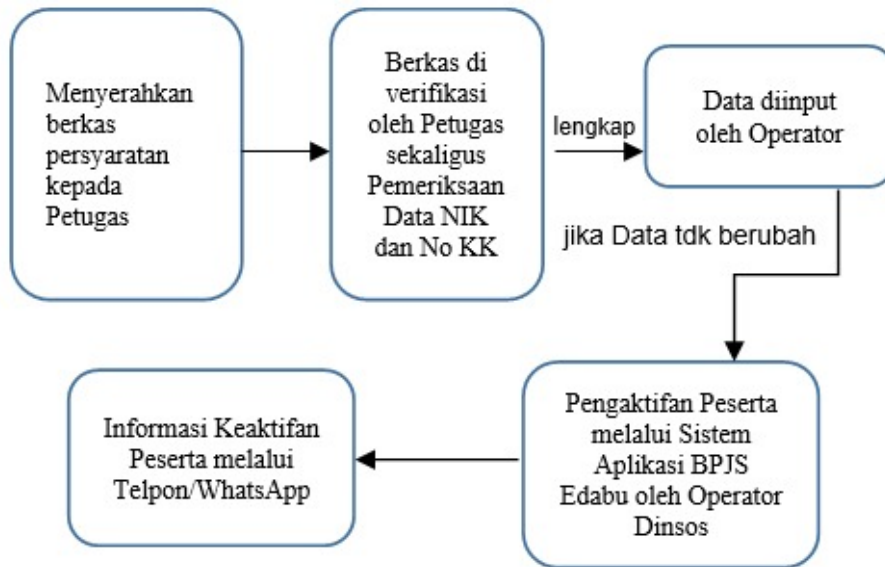 Menyerahkan
berkas
persyaratan
kepada
Petugas
Berkas di
verifikasi
oleh Petugas
sekaligus
Pemeriksaan
Data NIK
dan No KK
lengkap
Data diinput
oleh Operator
jika Data tdk berubah
Pengaktifan Peserta
melalui Sistem
Aplikasi BPJS
Edabu oleh Operator
Dinsos
Informasi Keaktifan
Peserta melalui
Telpon/WhatsApp